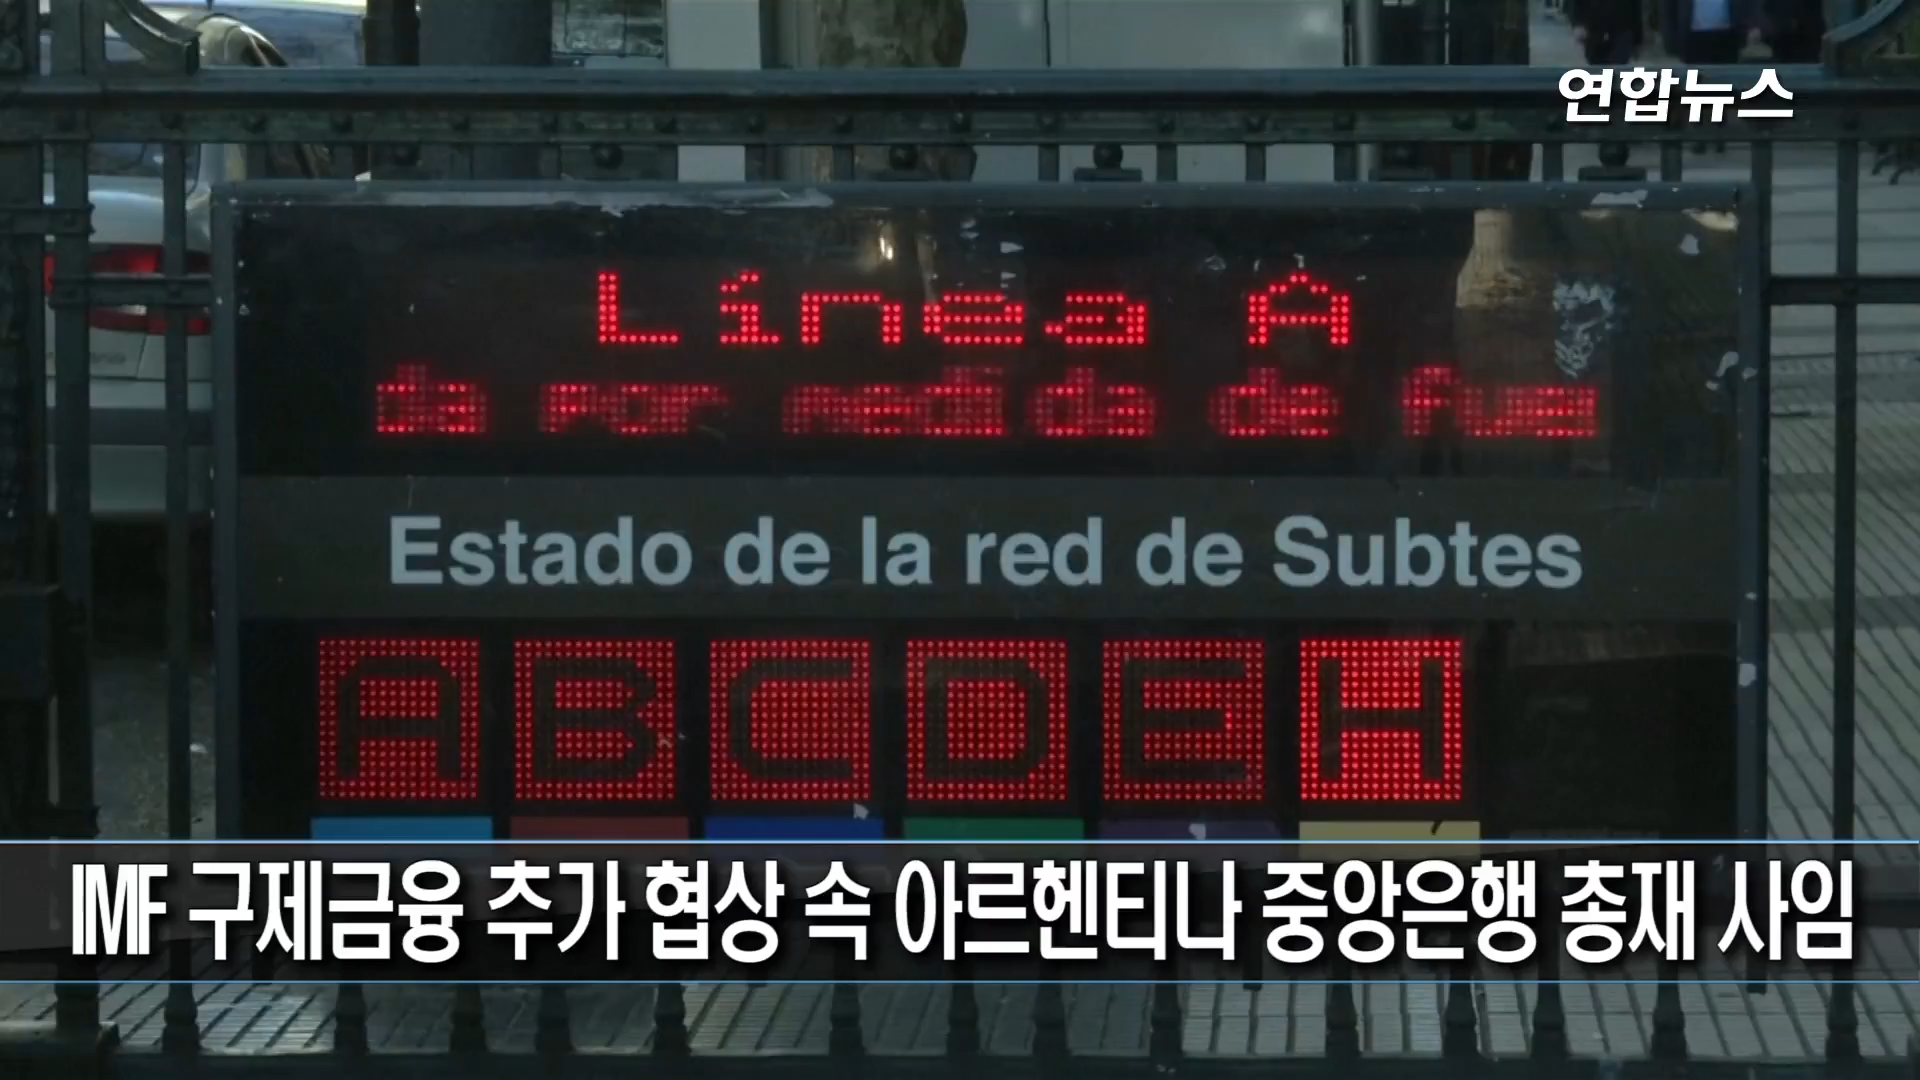 연합뉴스
Línea A
da por medida de fue
Estado de la red de Subtes
A B C D E H
IMF 구제금융 추가 협상 속 아르헨티나 중앙은행 총재 사임